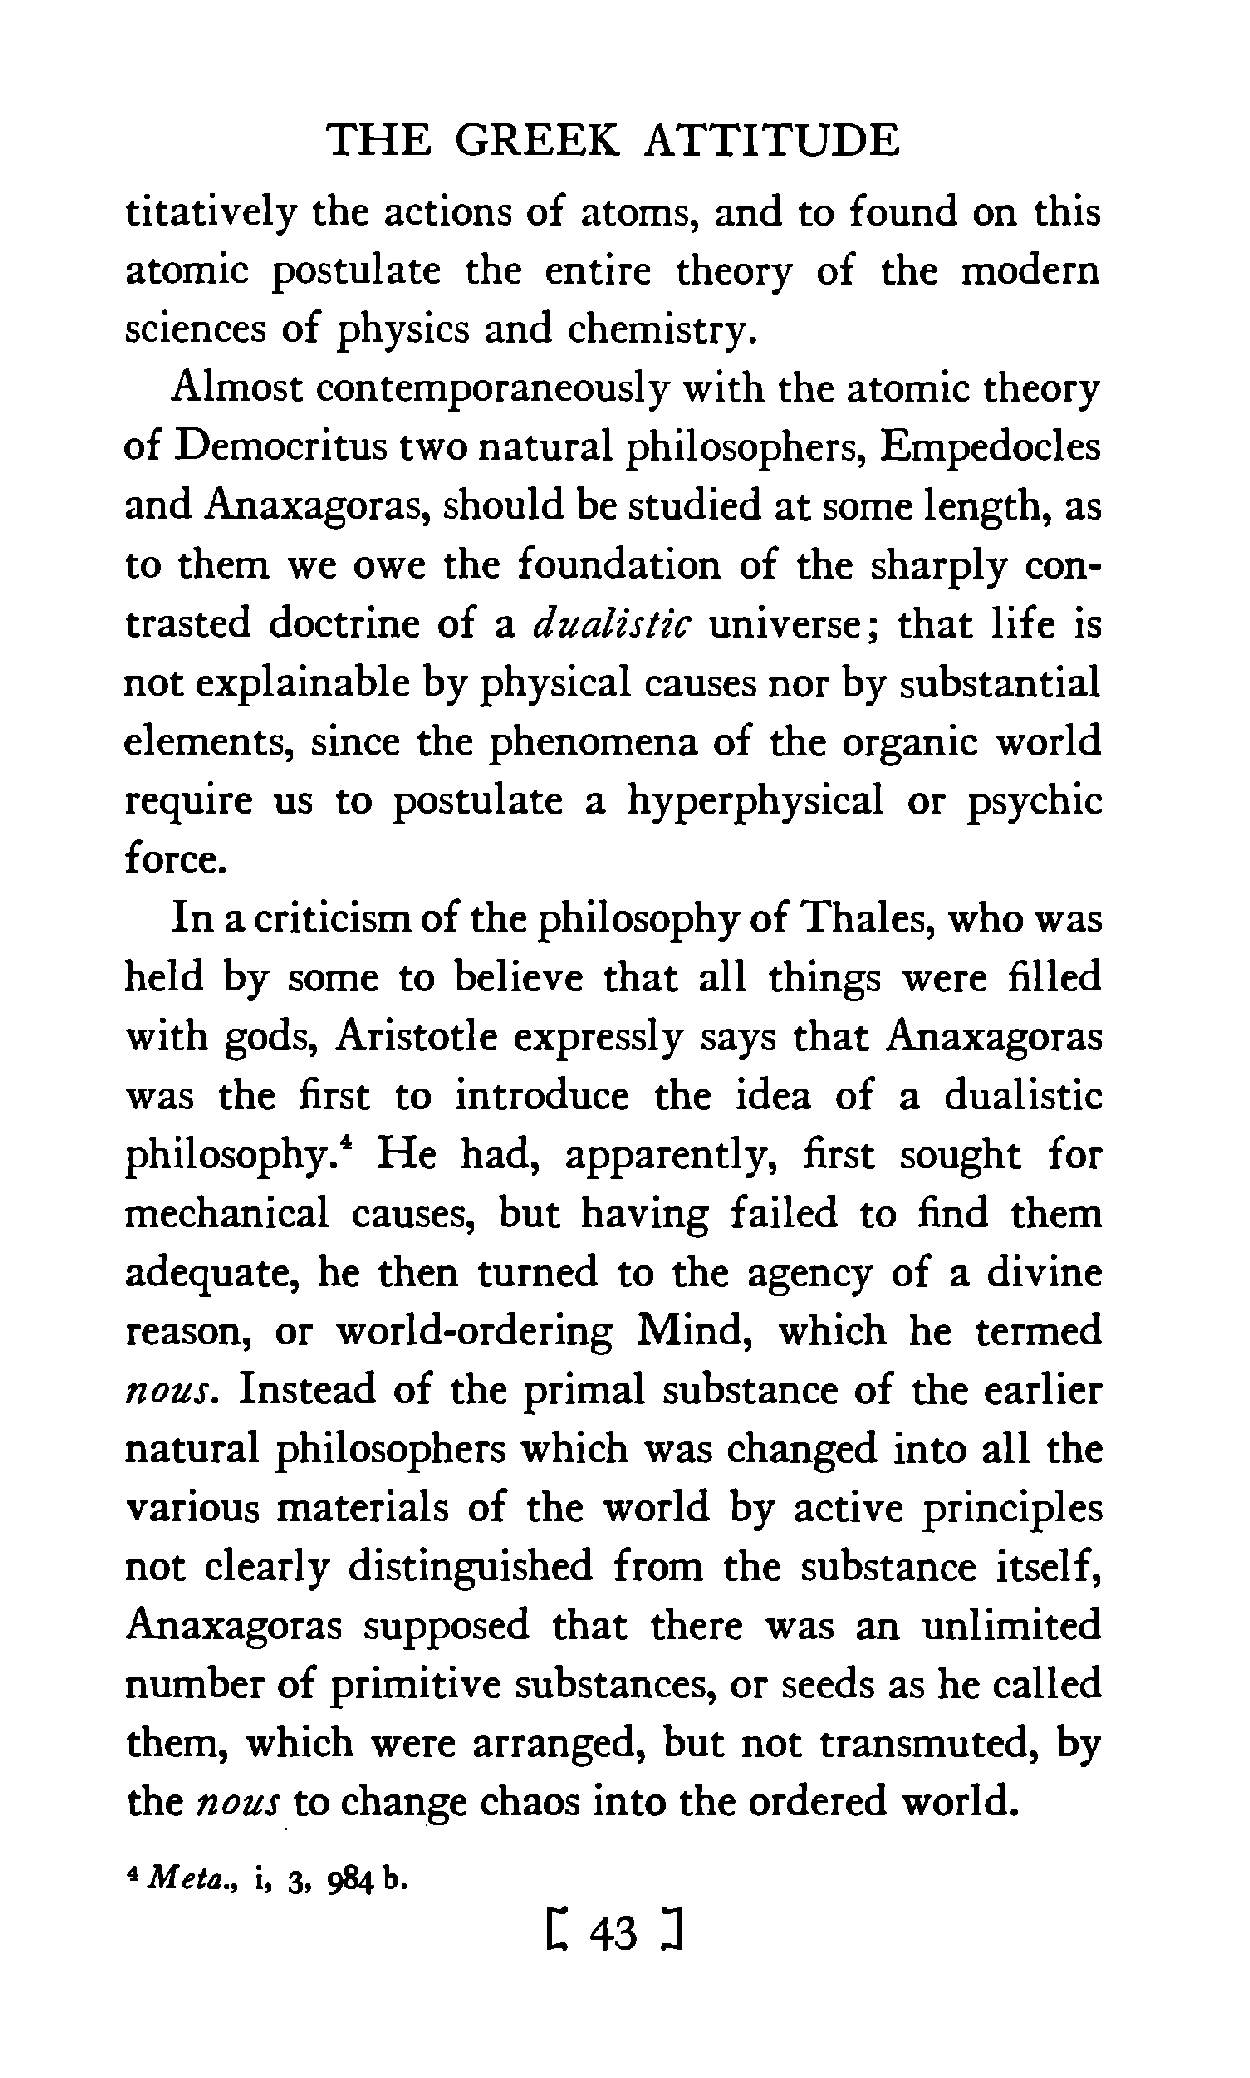 THE GREEK ATTITUDE
titatively the actions of atoms, and to found on this
atomic postulate the entire theory of the modern
sciences of physics and chemistry.
Almost contemporaneously with the atomic theory
of Democritus two natural philosophers, Empedocles
and Anaxagoras, should be studied at some length, as
to them we owe the foundation of the sharply con-
trasted doctrine of a dualistic universe; that life is
not explainable by physical causes nor by substantial
elements, since the phenomena of the organic world
require us to postulate a hyperphysical or psychic
force.
In a criticism of the philosophy of Thales, who was
held by some to believe that all things were filled
with gods, Aristotle expressly says that Anaxagoras
was the first to introduce the idea of a dualistic
philosophy.⁴ He had, apparently, first sought for
mechanical causes, but having failed to find them
adequate, he then turned to the agency of a divine
reason, or world-ordering Mind, which he termed
nous. Instead of the primal substance of the earlier
natural philosophers which was changed into all the
various materials of the world by active principles
not clearly distinguished from the substance itself,
Anaxagoras supposed that there was an unlimited
number of primitive substances, or seeds as he called
them, which were arranged, but not transmuted, by
the nous to change chaos into the ordered world.
⁴ Meta., i, 3, 984 b.
[ 43 ]